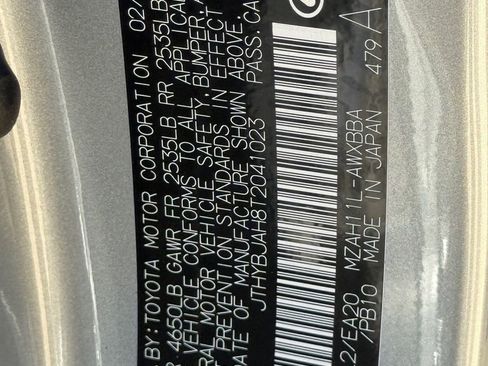 BY: TOYOTA MOTOR CORPORATION 02/
4650LB GAWR FR 2535LB RR 2535LB
VEHICLE CONFORMS TO ALL APPLICA
RAL MOTOR VEHICLE SAFETY, BUMPER,
PREVENTION STANDARDS IN EFFECT
DATE OF MANUFACTURE SHOWN ABOVE.
JTHYBJAH8T2041023 PASS.CA
2/EA20 MZAH11L-AWXBBA
/PB10 MADE IN JAPAN 479 A